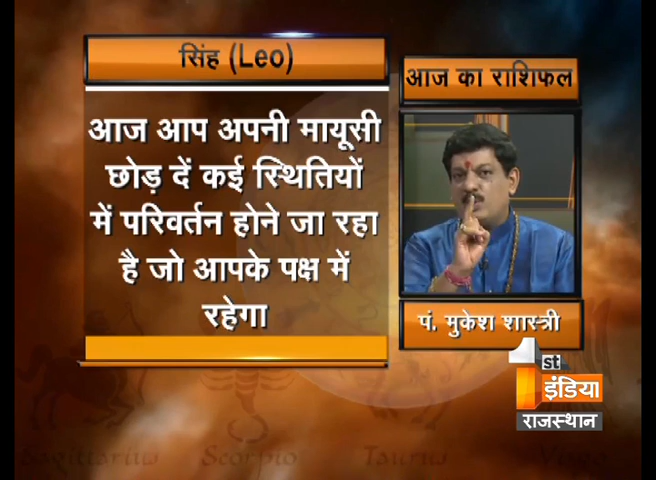 सिंह (Leo)
आज का राशिफल
आज आप अपनी मायूसी
छोड़ दें कई स्थितियों
में परिवर्तन होने जा रहा
है जो आपके पक्ष में
रहेगा
पं. मुकेश शास्त्री
1st
इंडिया
राजस्थान
Sagittarius Scorpio Taurus Virgo